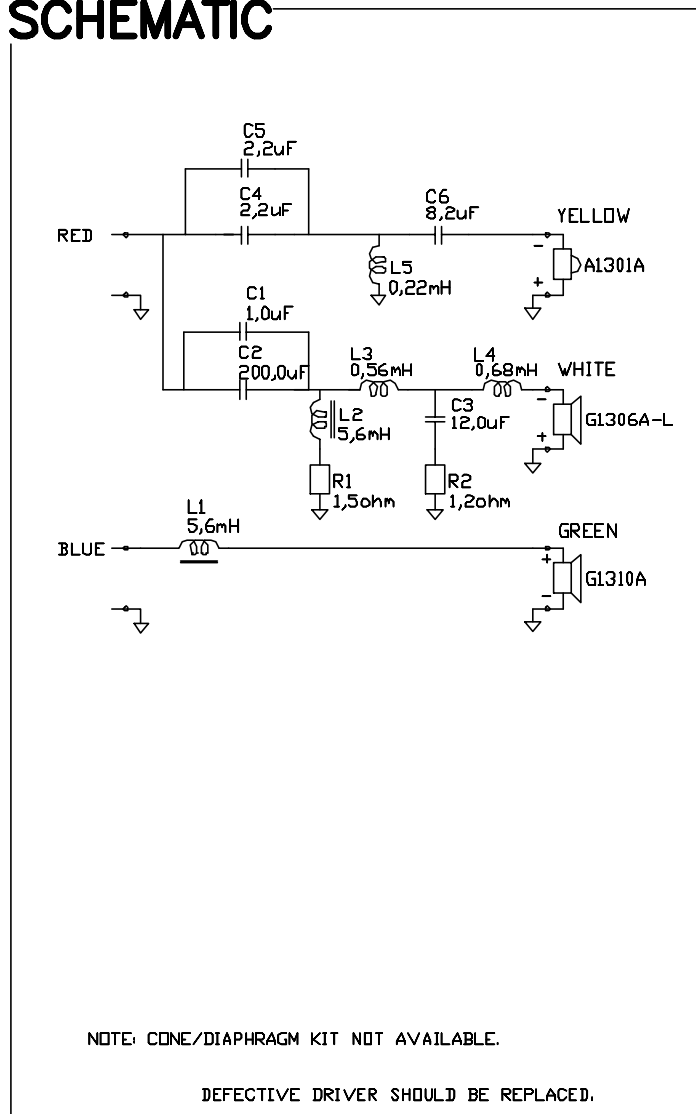 SCHEMATIC
C5
2,2uF
C4
2,2uF
C6
8,2uF
YELLOW
RED
-
L5
0,22mH
A1301A
+
C1
1,0uF
C2
200,0uF
L3
0,56mH
L4
0,68mH
WHITE
-
L2
5,6mH
C3
12,0uF
G1306A-L
+
R1
1,5ohm
R2
1,2ohm
L1
5,6mH
GREEN
BLUE
+
G1310A
-
NOTE: CONE/DIAPHRAGM KIT NOT AVAILABLE.
DEFECTIVE DRIVER SHOULD BE REPLACED.